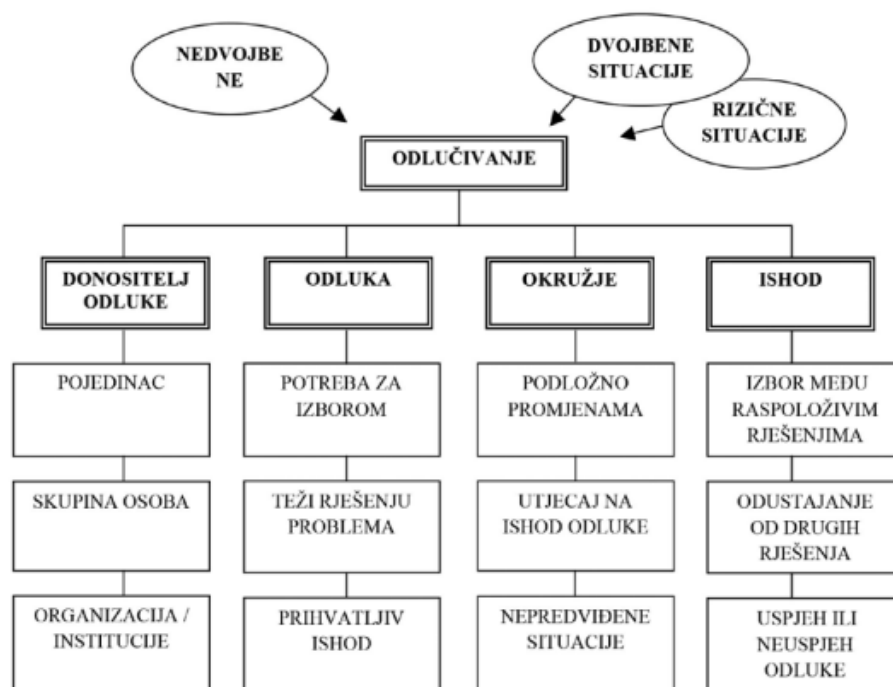 NEDVOJBE
NE
DVOJBENE
SITUACIJE
RIZIČNE
SITUACIJE
ODLUČIVANJE
DONOSITELJ
ODLUKE
ODLUKA
OKRUŽJE
ISHOD
POJEDINAC
POTREBA ZA
IZBOROM
PODLOŽNO
PROMJENAMA
IZBOR MEĐU
RASPOLOŽIVIM
RJEŠENJIMA
SKUPINA OSOBA
TEŽI RJEŠENJU
PROBLEMA
UTJECAJ NA
ISHOD ODLUKE
ODUSTAJANJE
OD DRUGIH
RJEŠENJA
ORGANIZACIJA /
INSTITUCIJE
PRIHVATLJIV
ISHOD
NEPREDVIĐENE
SITUACIJE
USPJEH ILI
NEUSPJEH
ODLUKE